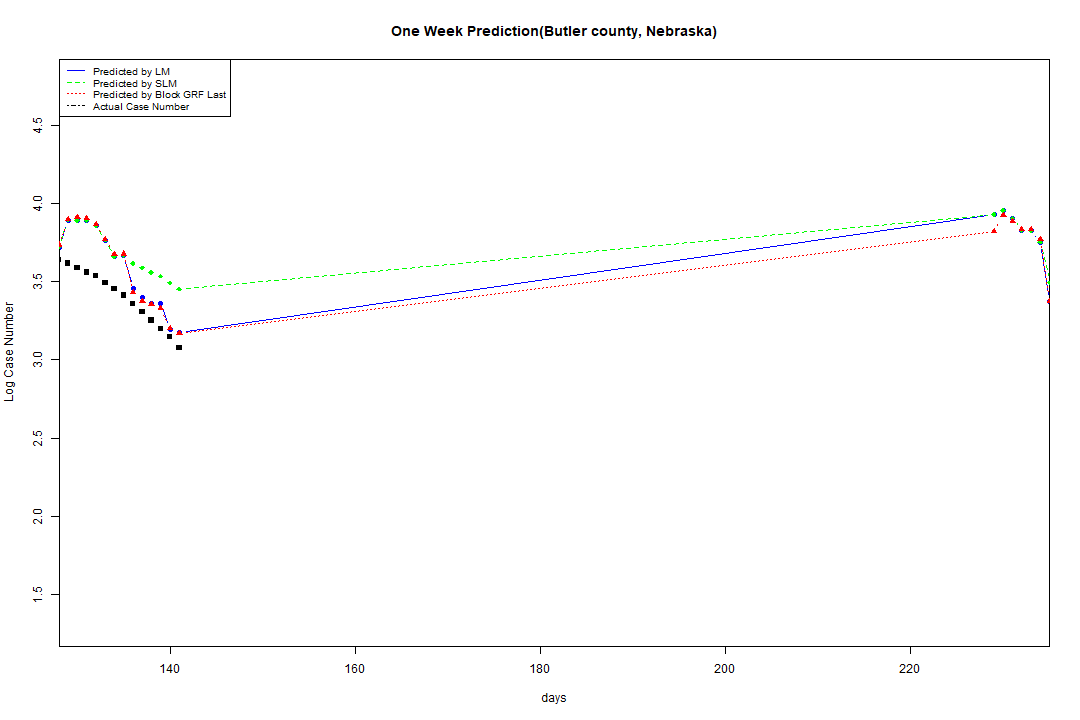 One Week Prediction(Butler county, Nebraska)
Predicted by LM
Predicted by SLM
Predicted by Block GRF Last
Actual Case Number
4.5
4.0
3.5
3.0
2.5
2.0
1.5
Log Case Number
140 160 180 200 220
days